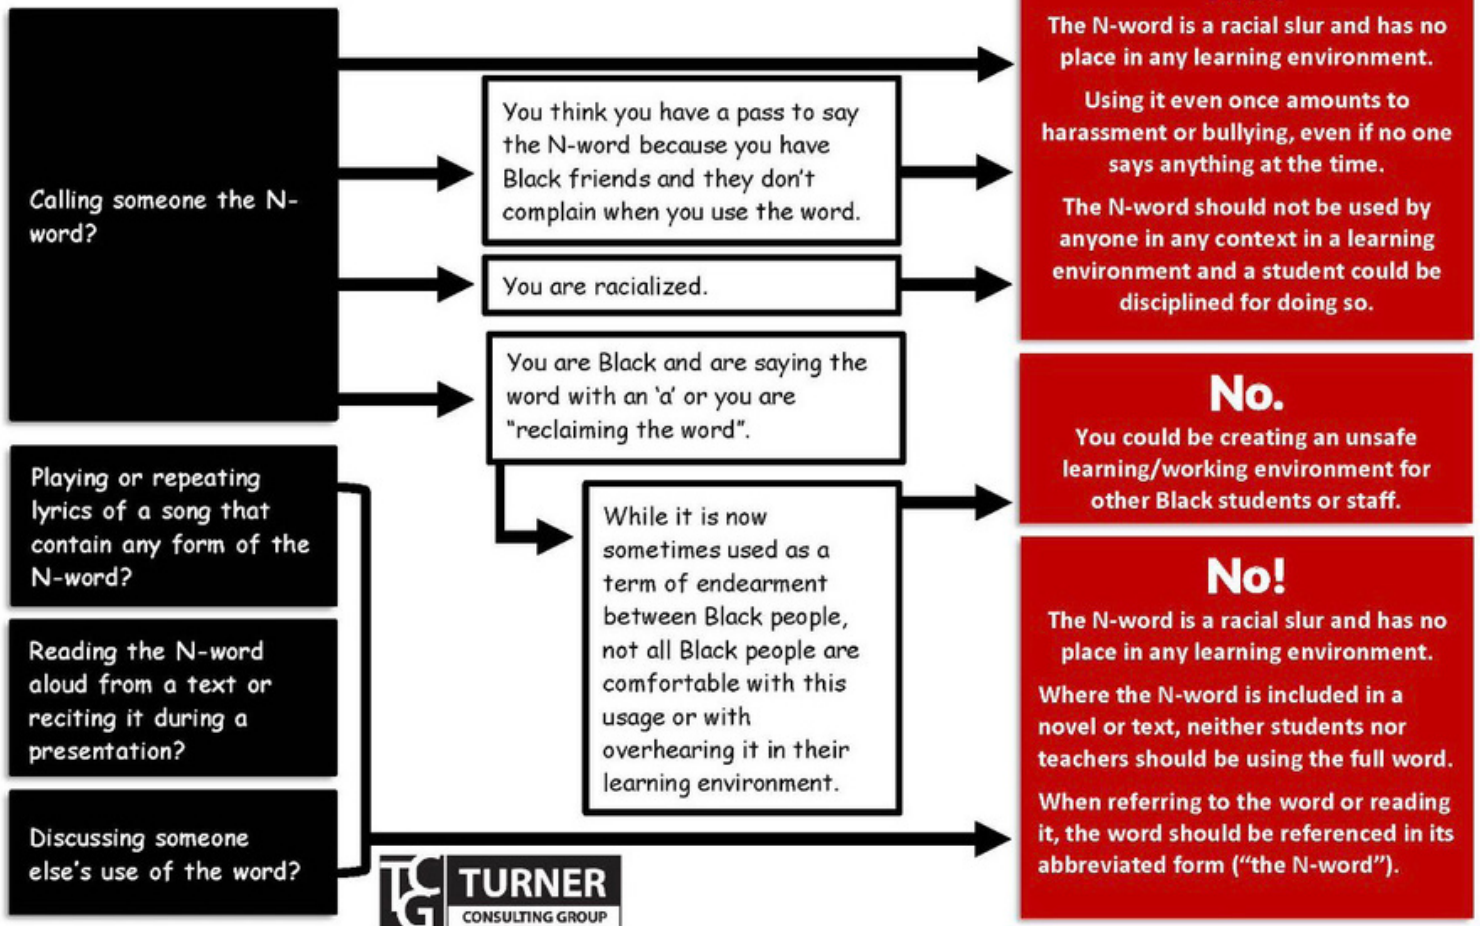 Calling someone the N-
word?
You think you have a pass to say
the N-word because you have
Black friends and they don't
complain when you use the word.
You are racialized.
You are Black and are saying the
word with an 'a' or you are
"reclaiming the word".
While it is now
sometimes used as a
term of endearment
between Black people,
not all Black people are
comfortable with this
usage or with
overhearing it in their
learning environment.
The N-word is a racial slur and has no
place in any learning environment.
Using it even once amounts to
harassment or bullying, even if no one
says anything at the time.
The N-word should not be used by
anyone in any context in a learning
environment and a student could be
disciplined for doing so.
No.
You could be creating an unsafe
learning/working environment for
other Black students or staff.
Playing or repeating
lyrics of a song that
contain any form of the
N-word?
Reading the N-word
aloud from a text or
reciting it during a
presentation?
Discussing someone
else's use of the word?
No!
The N-word is a racial slur and has no
place in any learning environment.
Where the N-word is included in a
novel or text, neither students nor
teachers should be using the full word.
When referring to the word or reading
it, the word should be referenced in its
abbreviated form ("the N-word").
TCG
TURNER
CONSULTING GROUP